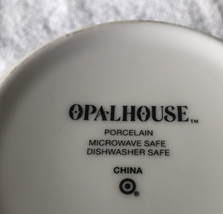 OPALHOUSE™
PORCELAIN
MICROWAVE SAFE
DISHWASHER SAFE
CHINA
®